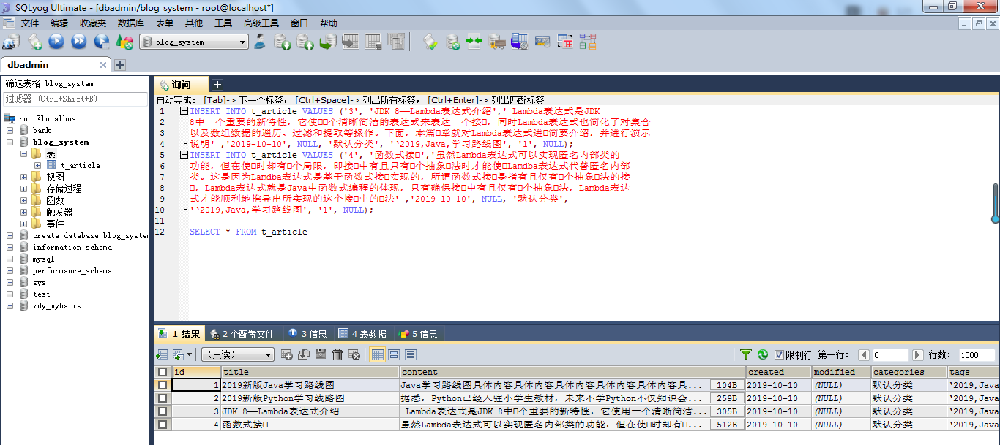 SQLyog Ultimate - [dbadmin/blog_system - root@localhost*]
文件 编辑 收藏夹 数据库 表单 其他 工具 高级工具 窗口 帮助
blog_system
dbadmin
筛选表格 blog_system
过滤器 (Ctrl+Shift+B)
root@localhost
bank
blog_system
表
t_article
视图
存储过程
函数
触发器
事件
create database blog_system
information_schema
mysql
performance_schema
sys
test
zdy_mybatis
询问
自动完成: [Tab]-> 下一个标签, [Ctrl+Space]-> 列出所有标签, [Ctrl+Enter]-> 列出匹配标签
1 INSERT INTO t_article VALUES ('3', 'JDK 8——Lambda表达式介绍',' Lambda表达式是JDK
2 8中一个重要的新特性，它使▯▯个清晰简洁的表达式来表达一个接▯，同时Lambda表达式也简化了对集合
3 以及数组数据的遍历、过滤和提取等操作。下面，本篇▯章就对Lambda表达式进▯简要介绍，并进行演示
4 说明' ,'2019-10-10', NULL, '默认分类', '‘2019,Java,学习路线图', '1', NULL);
5 INSERT INTO t_article VALUES ('4', '函数式接▯','虽然Lambda表达式可以实现匿名内部类的
6 功能，但在使▯时却有▯个局限，即接▯中有且只有▯个抽象▯法时才能使▯Lamdba表达式代替匿名内部
7 类。这是因为Lamdba表达式是基于函数式接▯实现的，所谓函数式接▯是指有且仅有▯个抽象▯法的接
8 ▯，Lambda表达式就是Java中函数式编程的体现，只有确保接▯中有且仅有▯个抽象▯法，Lambda表达
9 式才能顺利地推导出所实现的这个接▯中的▯法' ,'2019-10-10', NULL, '默认分类',
10 '‘2019,Java,学习路线图', '1', NULL);
11
12 SELECT * FROM t_article
1 结果 2 个配置文件 3 信息 4 表数据 5 信息
(只读) 限制行 第一行: 0 行数: 1000
id title content created modified categories tags
1 2019新版Java学习路线图 Java学习路线图具体内容具体内容具体内容具体内容具体内容具... 104B 2019-10-10 (NULL) 默认分类 ‘2019,Java
2 2019新版Python学习线路图 据悉，Python已经入驻小学生教材，未来不学Python不仅知识会... 259B 2019-10-10 (NULL) 默认分类 ‘2019,Java
3 JDK 8——Lambda表达式介绍 Lambda表达式是JDK 8中▯个重要的新特性，它使用一个清晰简洁... 305B 2019-10-10 (NULL) 默认分类 ‘2019,Java
4 函数式接▯ 虽然Lambda表达式可以实现匿名内部类的功能，但在使▯时却有▯... 512B 2019-10-10 (NULL) 默认分类 ‘2019,Java